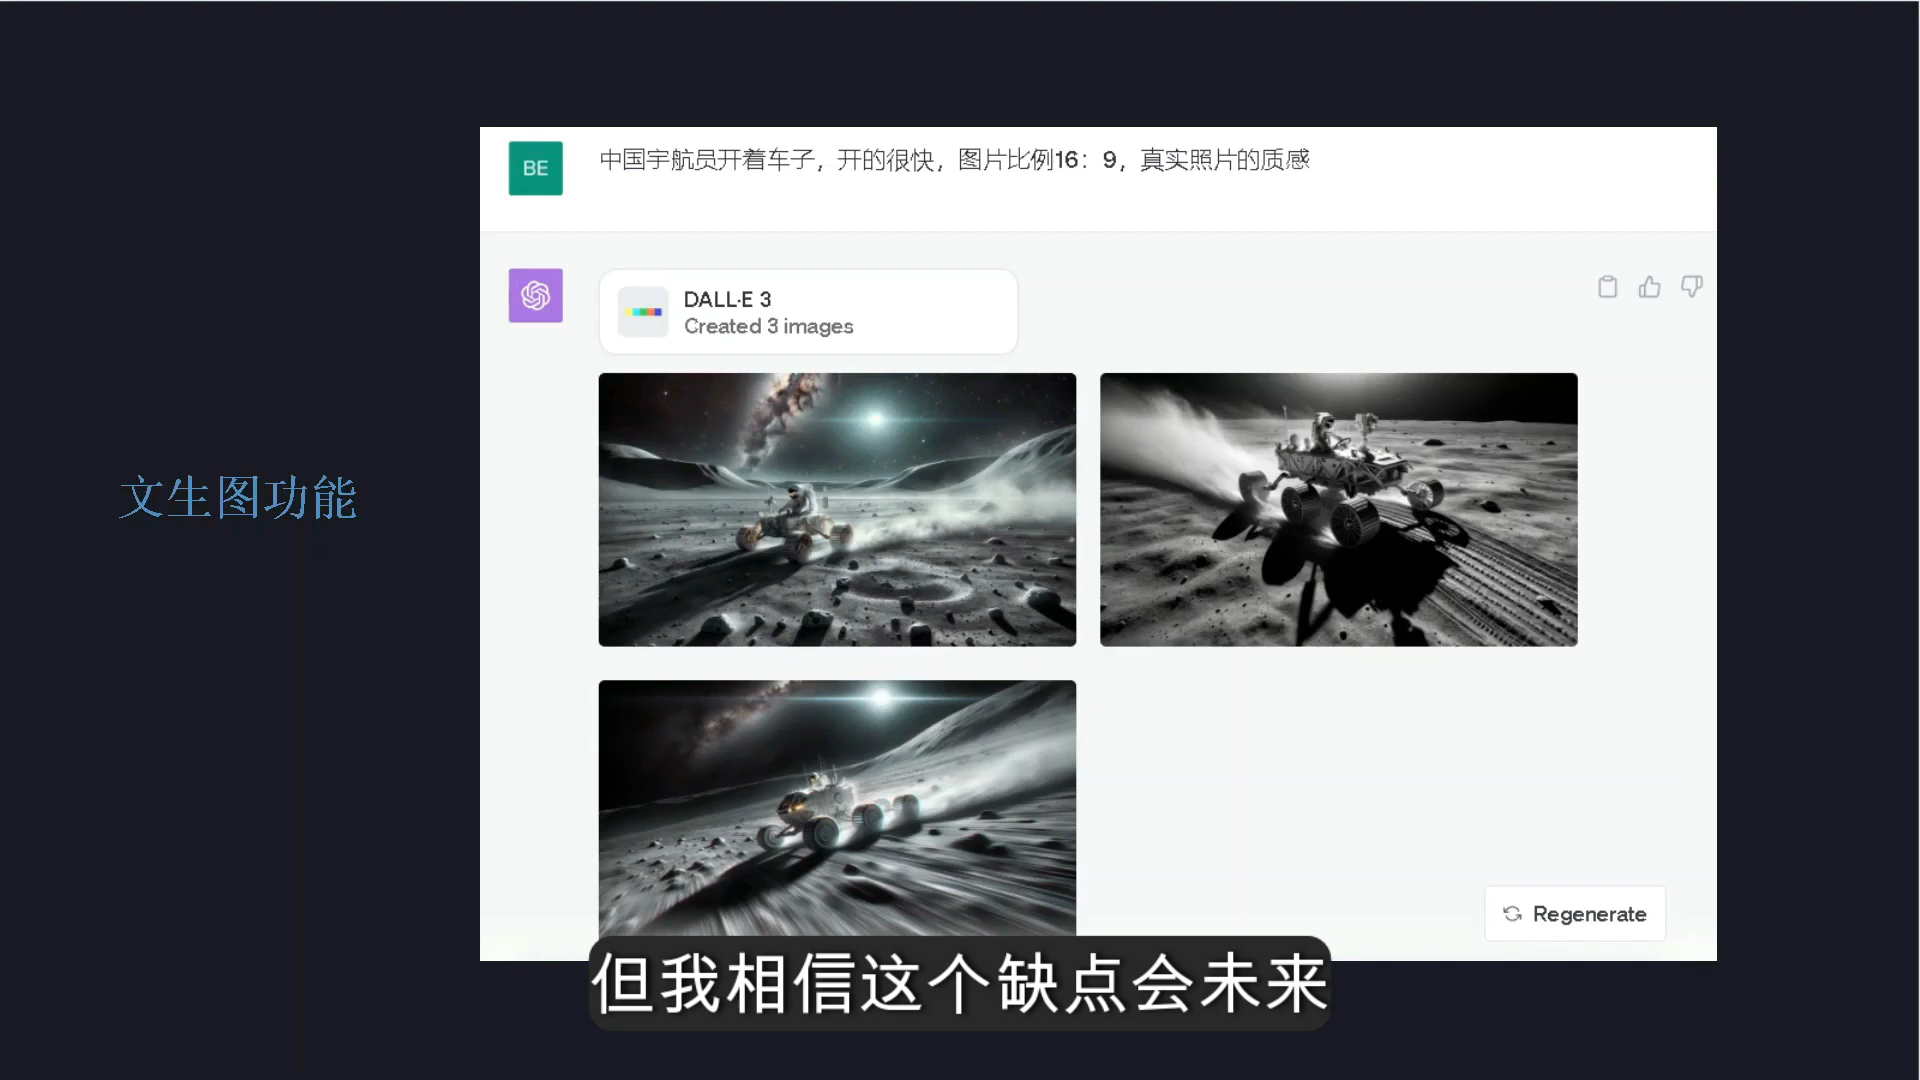 BE
中国宇航员开着车子，开的很快，图片比例16：9，真实照片的质感
DALL·E 3
Created 3 images
文生图功能
Regenerate
但我相信这个缺点会未来